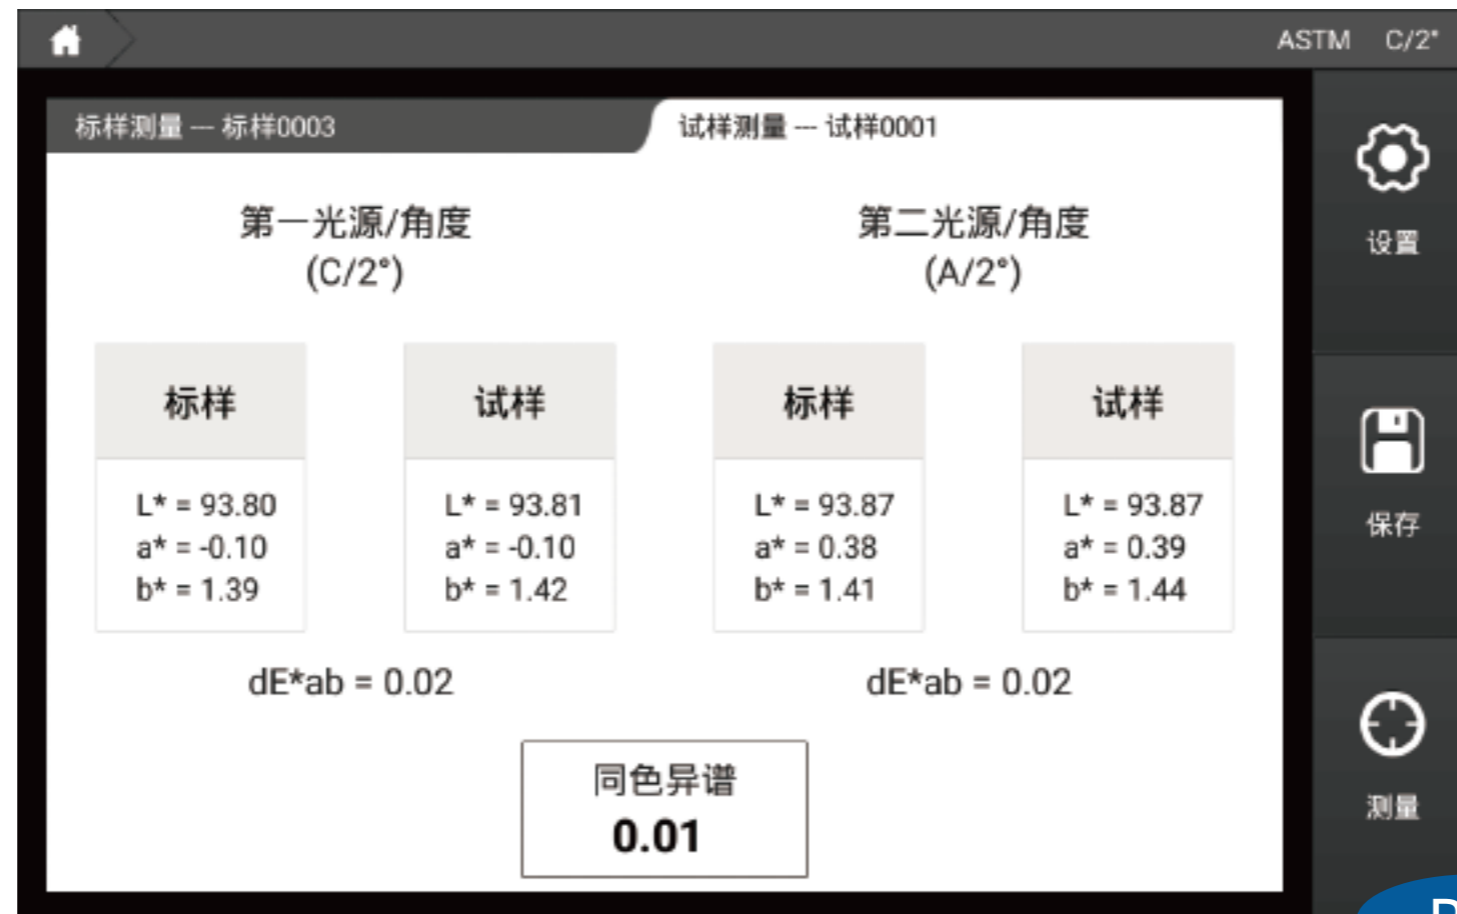 ASTM C/2°
标样测量 --- 标样0003
试样测量 --- 试样0001
第一光源/角度
(C/2°)
第二光源/角度
(A/2°)
标样
L* = 93.80
a* = -0.10
b* = 1.39
试样
L* = 93.81
a* = -0.10
b* = 1.42
标样
L* = 93.87
a* = 0.38
b* = 1.41
试样
L* = 93.87
a* = 0.39
b* = 1.44
dE*ab = 0.02
dE*ab = 0.02
同色异谱
0.01
设置
保存
测量